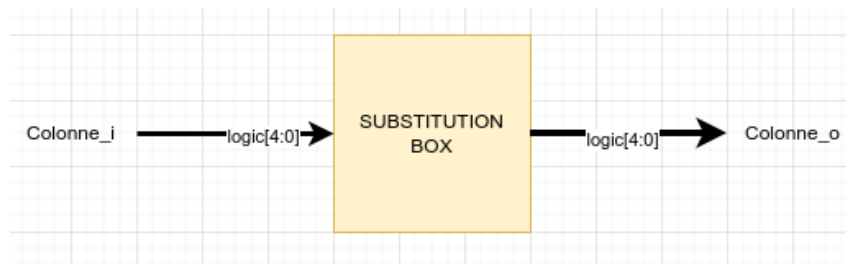 Colonne_i
logic[4:0]
SUBSTITUTION
BOX
logic[4:0]
Colonne_o